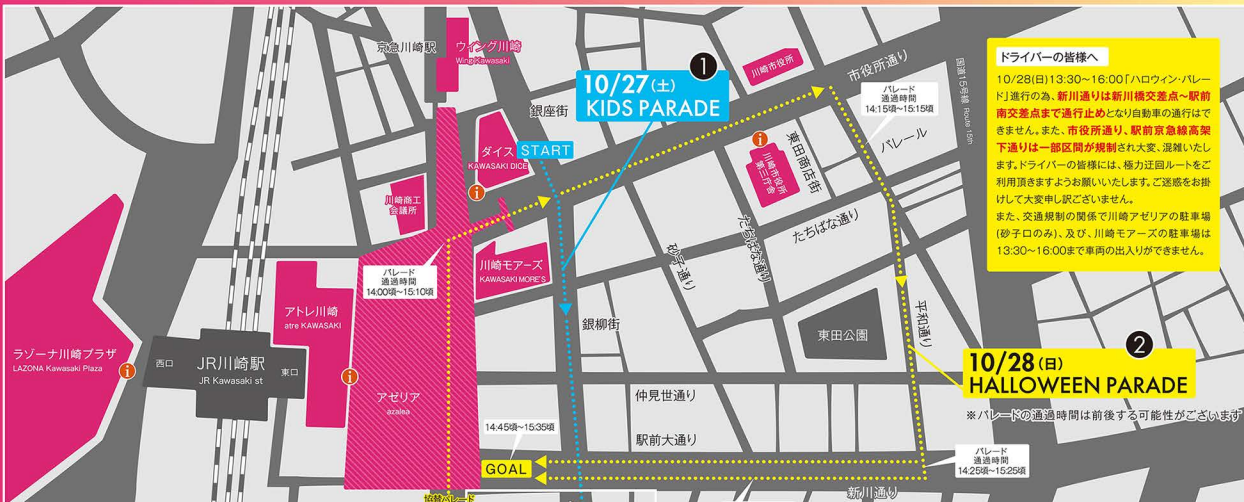 京急川崎駅
ウィング川崎
Wing Kawasaki
銀座街
1
10/27(土)
KIDS PARADE
川崎市役所
市役所通り
パレード
通過時間
14:15頃~15:15頃
国道15号線 Route 15th
ドライバーの皆様へ
10/28(日)13:30~16:00「ハロウィン・パレー
ド」進行の為、新川通りは新川橋交差点~駅前
南交差点まで通行止めとなり自動車の通行はで
きません。また、市役所通り、駅前京急線高架
下通りは一部区間が規制され大変、混雑いたし
ます。ドライバーの皆様には、極力迂回ルートをご
利用頂きますようお願いいたします。ご迷惑をお掛
けして大変申し訳ございません。
また、交通規制の関係で川崎アゼリアの駐車場
(砂子口のみ)、及び、川崎モアーズの駐車場は
13:30~16:00まで車両の出入りができません。
ダイス
KAWASAKI DICE
START
川崎商工
会議所
川崎市役所
第三庁舎
東田商店街
パレール
たちばな通り
たちばな通り
砂子通り
川崎モアーズ
KAWASAKI MORE'S
パレード
通過時間
14:00頃~15:10頃
アトレ川崎
atre KAWASAKI
銀柳街
東田公園
平和通り
ラゾーナ川崎プラザ
LAZONA Kawasaki Plaza
西口
JR川崎駅
JR Kawasaki st
東口
アゼリア
azalea
2
10/28(日)
HALLOWEEN PARADE
※パレードの通過時間は前後する可能性がございます
仲見世通り
駅前大通り
14:45頃~15:35頃
GOAL
パレード
通過時間
14:25頃~15:25頃
新川通り
協賛パレード